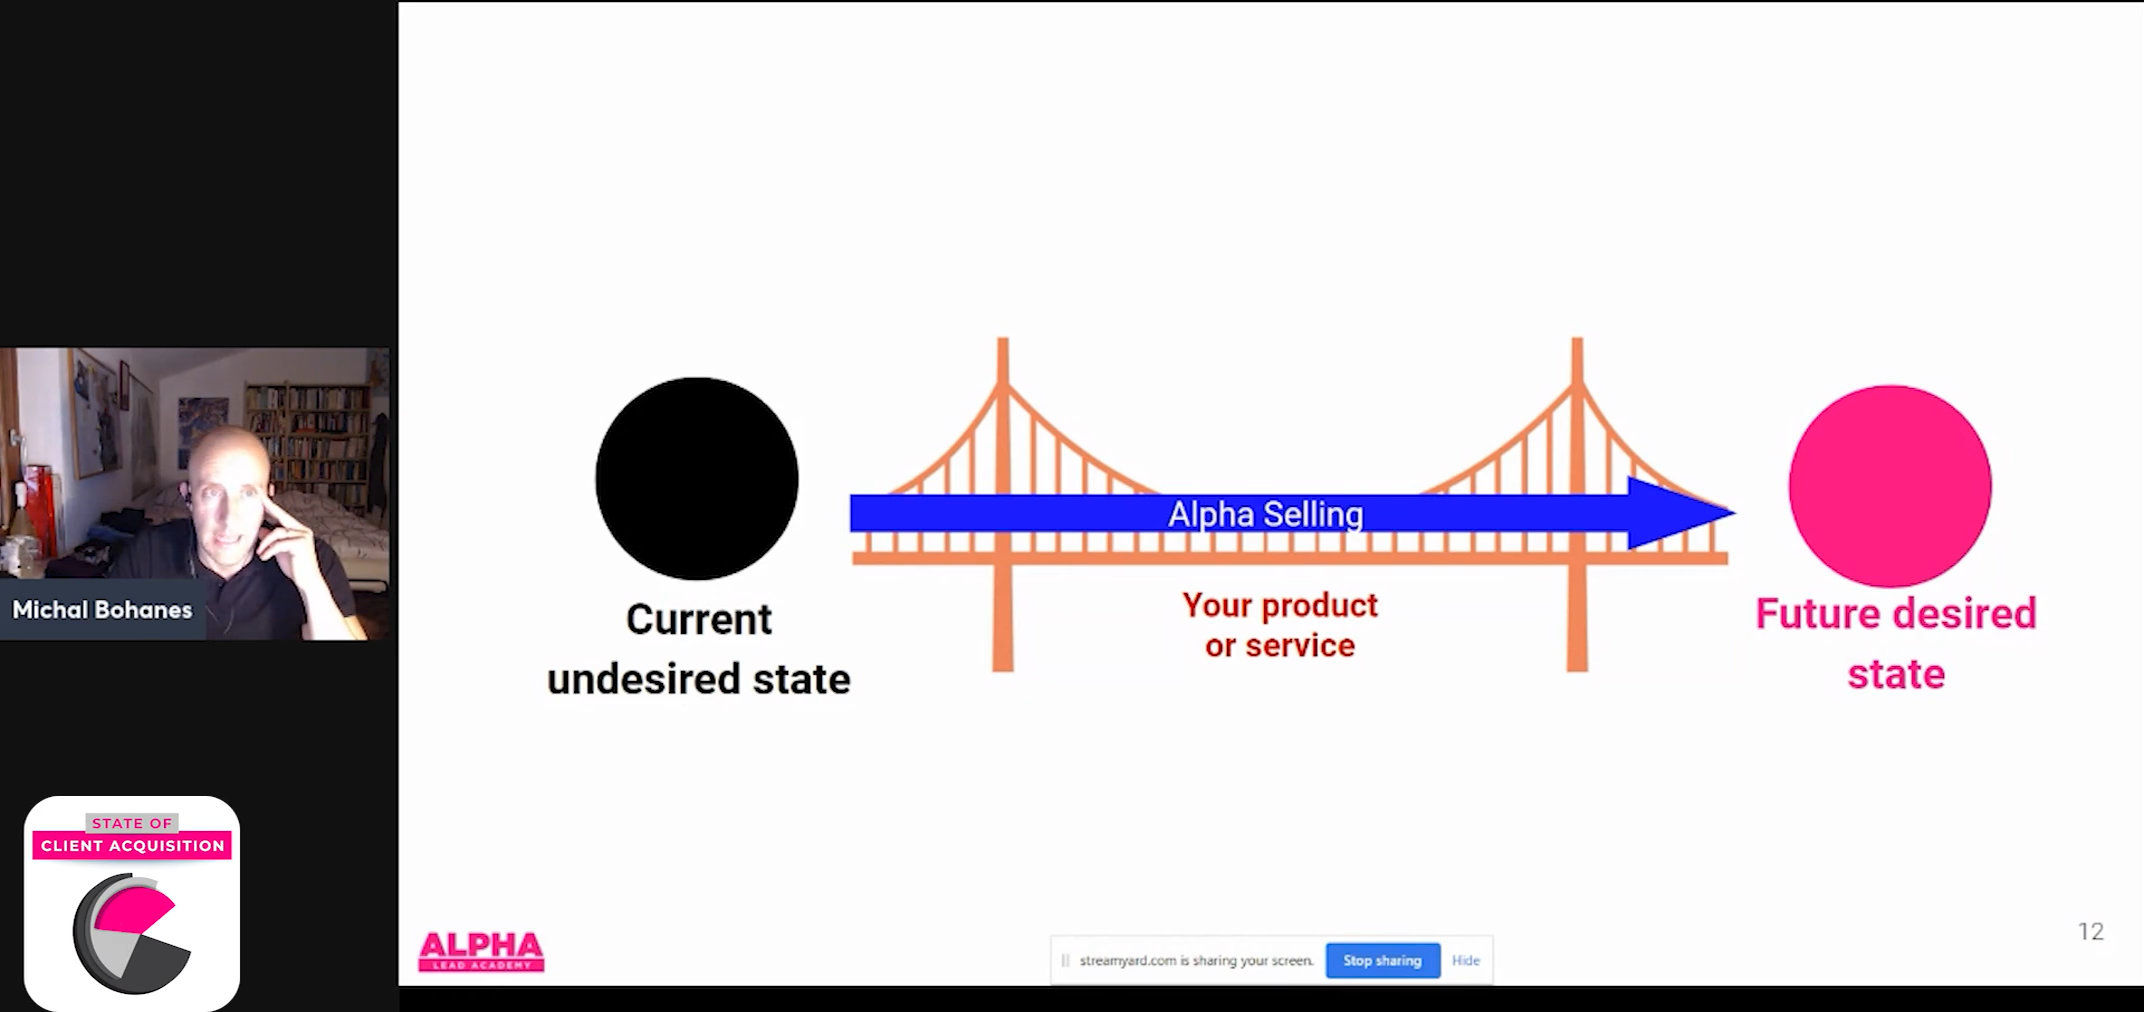 Alpha Selling
Current
undesired state
Your product
or service
Future desired
state
Michal Bohanes
STATE OF
CLIENT ACQUISITION
ALPHA
LEAD ACADEMY
streamyard.com is sharing your screen.
Stop sharing
Hide
12